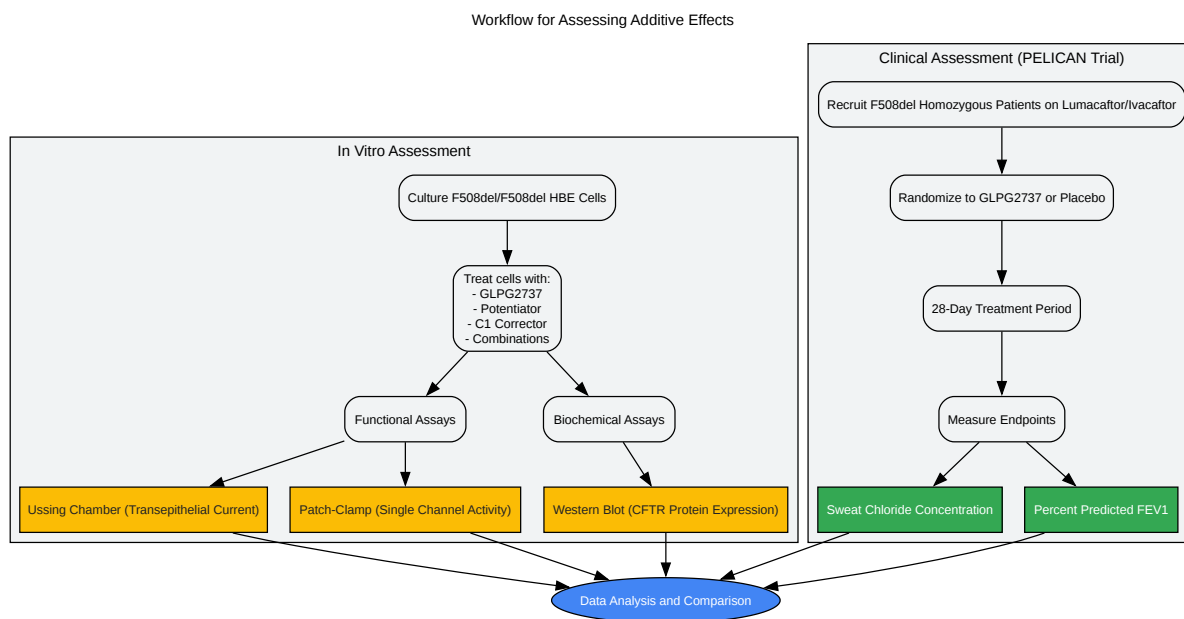 Workflow for Assessing Additive Effects
In Vitro Assessment
Culture F508del/F508del HBE Cells
Treat cells with:
- GLPG2737
- Potentiator
- C1 Corrector
- Combinations
Functional Assays
Biochemical Assays
Ussing Chamber (Transepithelial Current)
Patch-Clamp (Single Channel Activity)
Western Blot (CFTR Protein Expression)
Clinical Assessment (PELICAN Trial)
Recruit F508del Homozygous Patients on Lumacaftor/Ivacaftor
Randomize to GLPG2737 or Placebo
28-Day Treatment Period
Measure Endpoints
Sweat Chloride Concentration
Percent Predicted FEV1
Data Analysis and Comparison